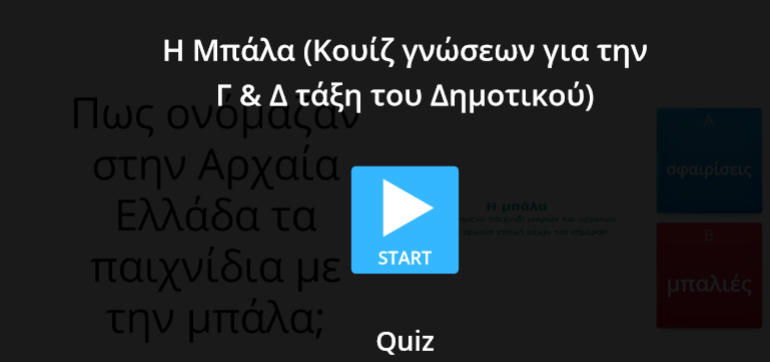 Η Μπάλα (Κουίζ γνώσεων για την
Γ & Δ τάξη του Δημοτικού)
Πως ονόμαζαν
στην Αρχαία
Ελλάδα τα
παιχνίδια με
την μπάλα;
Η μπάλα
START
A
σφαιρίσεις
B
μπαλιές
Quiz